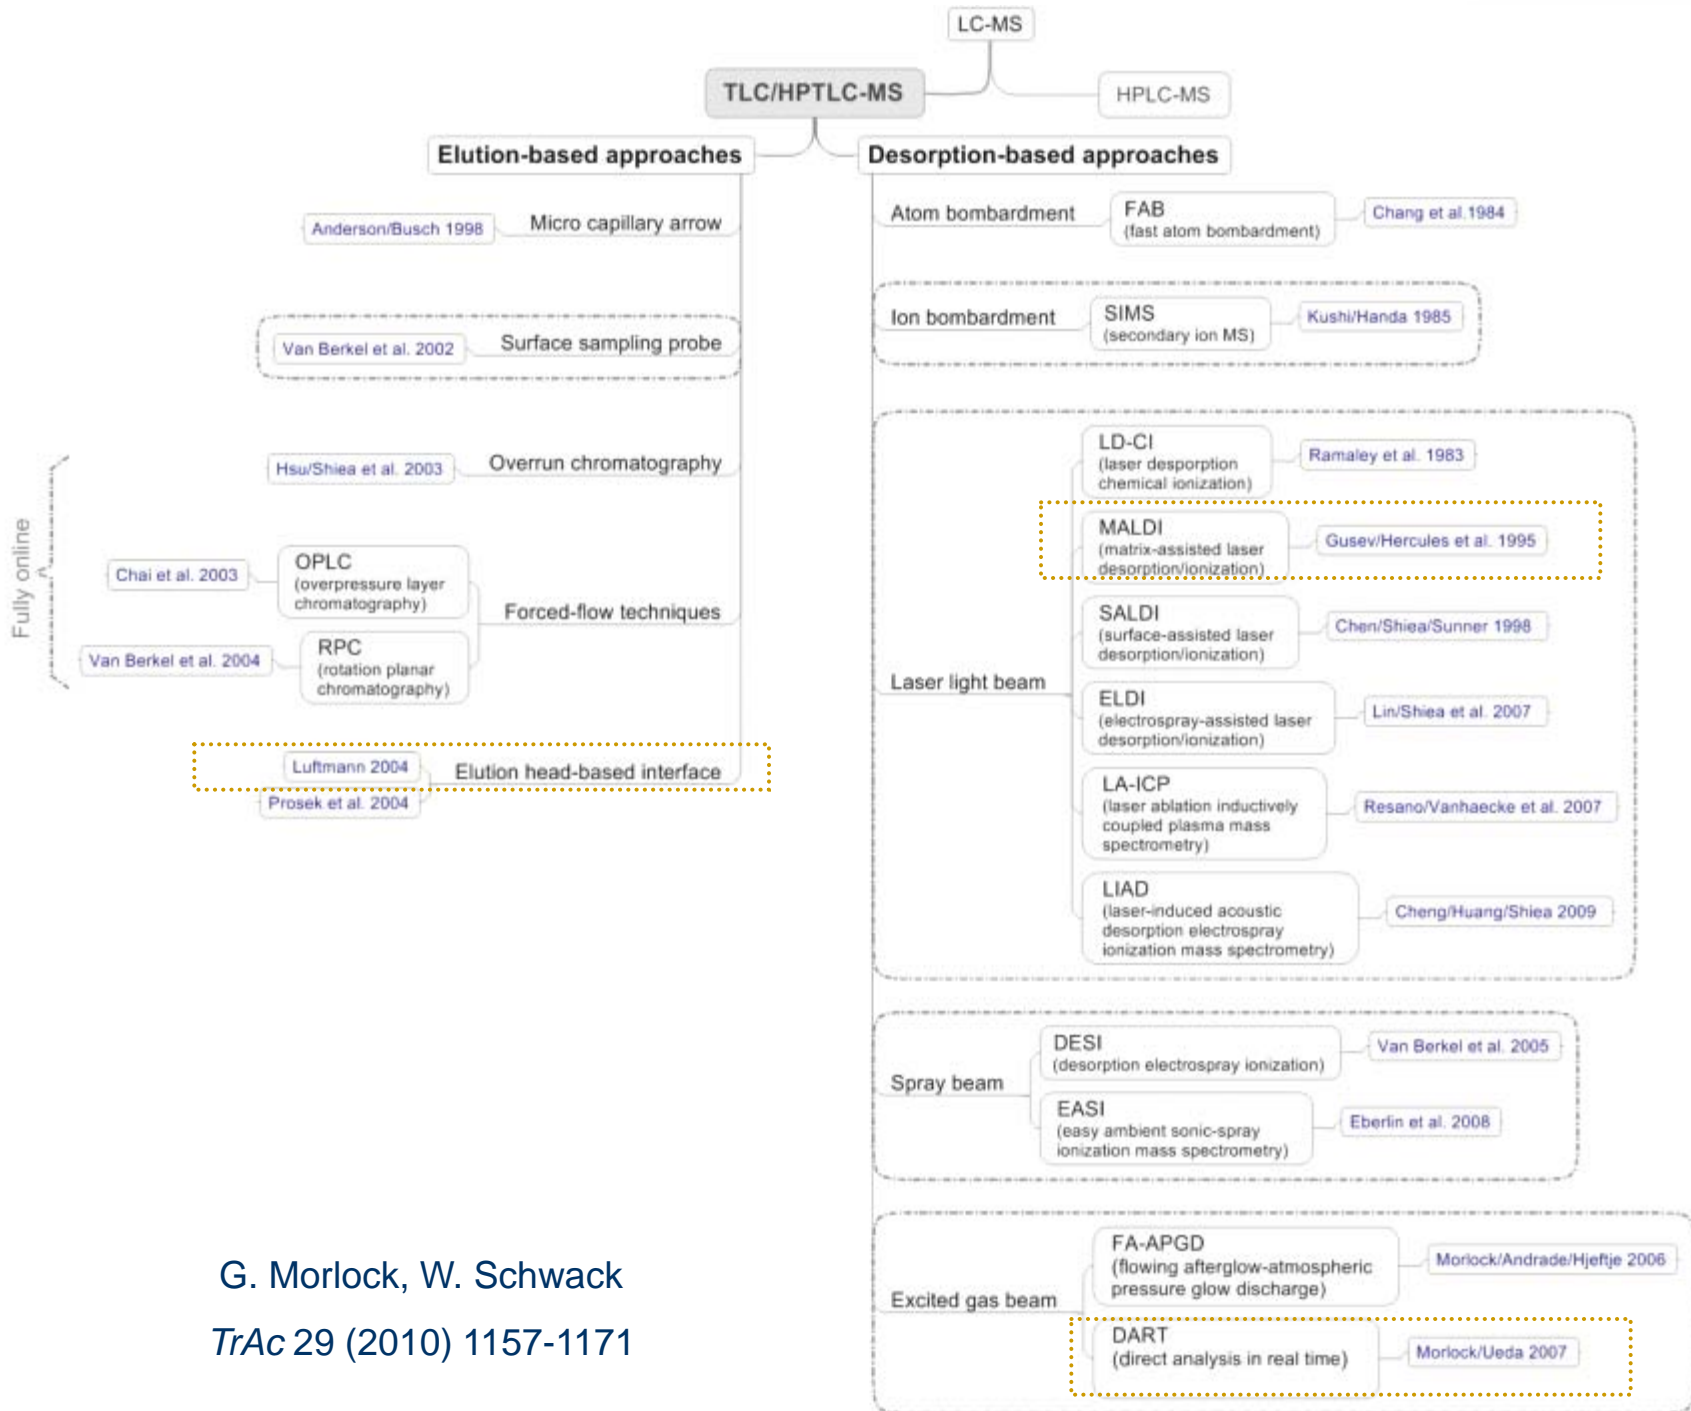 LC-MS
TLC/HPTLC-MS
HPLC-MS
Elution-based approaches
Desorption-based approaches
Anderson/Busch 1998
Micro capillary arrow
Van Berkel et al. 2002
Surface sampling probe
Fully online
Hsu/Shiea et al. 2003
Overrun chromatography
Chai et al. 2003
OPLC
(overpressure layer
chromatography)
Forced-flow techniques
Van Berkel et al. 2004
RPC
(rotation planar
chromatography)
Luftmann 2004
Elution head-based interface
Prosek et al. 2004
Atom bombardment
FAB
(fast atom bombardment)
Chang et al.1984
Ion bombardment
SIMS
(secondary ion MS)
Kushi/Handa 1985
Laser light beam
LD-CI
(laser desporption
chemical ionization)
Ramaley et al. 1983
MALDI
(matrix-assisted laser
desorption/ionization)
Gusev/Hercules et al. 1995
SALDI
(surface-assisted laser
desorption/ionization)
Chen/Shiea/Sunner 1998
ELDI
(electrospray-assisted laser
desorption/ionization)
Lin/Shiea et al. 2007
LA-ICP
(laser ablation inductively
coupled plasma mass
spectrometry)
Resano/Vanhaecke et al. 2007
LIAD
(laser-induced acoustic
desorption electrospray
ionization mass spectrometry)
Cheng/Huang/Shiea 2009
Spray beam
DESI
(desorption electrospray ionization)
Van Berkel et al. 2005
EASI
(easy ambient sonic-spray
ionization mass spectrometry)
Eberlin et al. 2008
Excited gas beam
FA-APGD
(flowing afterglow-atmospheric
pressure glow discharge)
Morlock/Andrade/Hjeftje 2006
DART
(direct analysis in real time)
Morlock/Ueda 2007
G. Morlock, W. Schwack
TrAc 29 (2010) 1157-1171